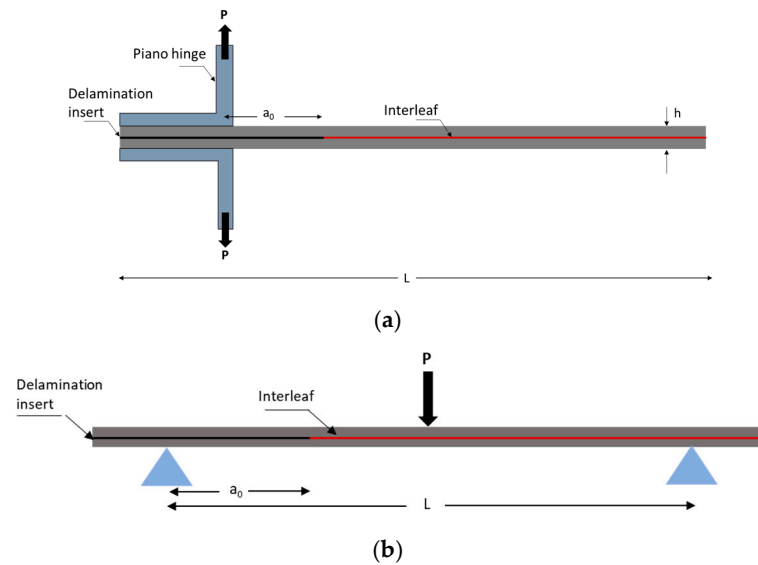 P
Piano hinge
Delamination
insert
a₀
Interleaf
h
P
L
(a)
P
Delamination
insert
Interleaf
a₀
L
(b)